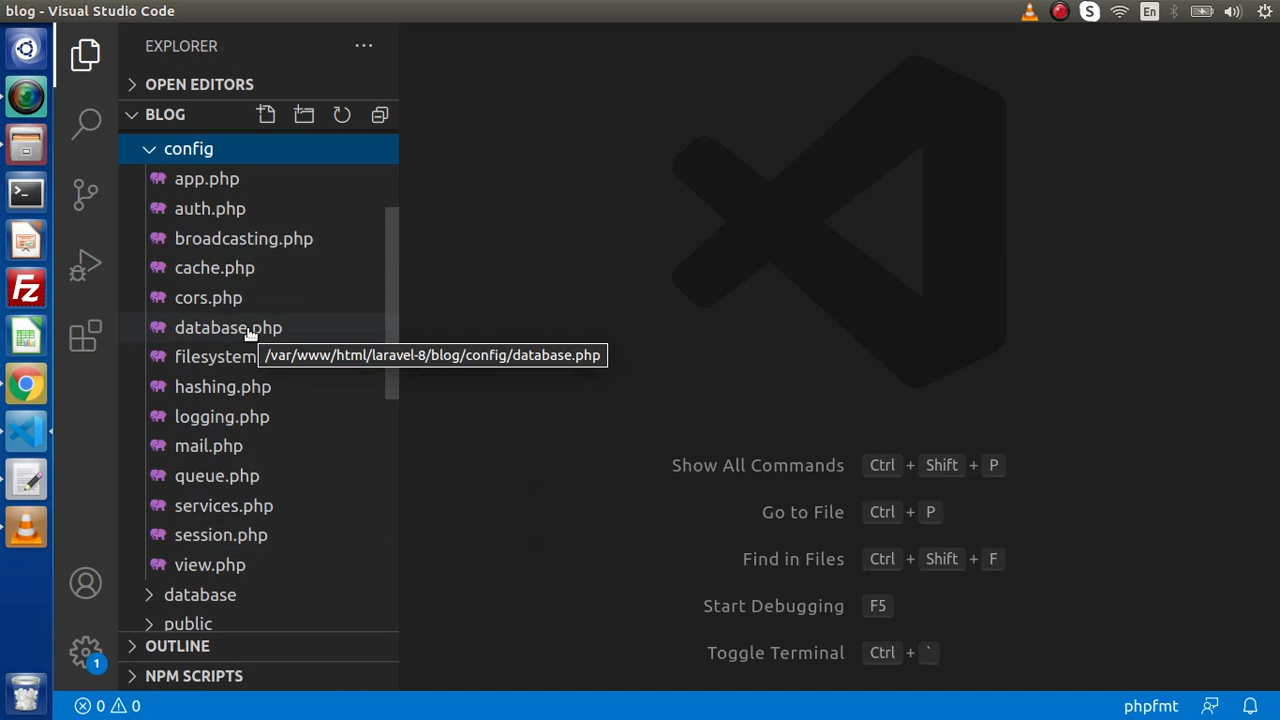 blog - Visual Studio Code
En
EXPLORER
OPEN EDITORS
BLOG
config
app.php
auth.php
broadcasting.php
cache.php
cors.php
database.php
/var/www/html/laravel-8/blog/config/database.php
filesystem
hashing.php
logging.php
mail.php
queue.php
services.php
session.php
view.php
database
public
OUTLINE
NPM SCRIPTS
Show All Commands Ctrl + Shift + P
Go to File Ctrl + P
Find in Files Ctrl + Shift + F
Start Debugging F5
Toggle Terminal Ctrl + `
1
0 0
phpfmt